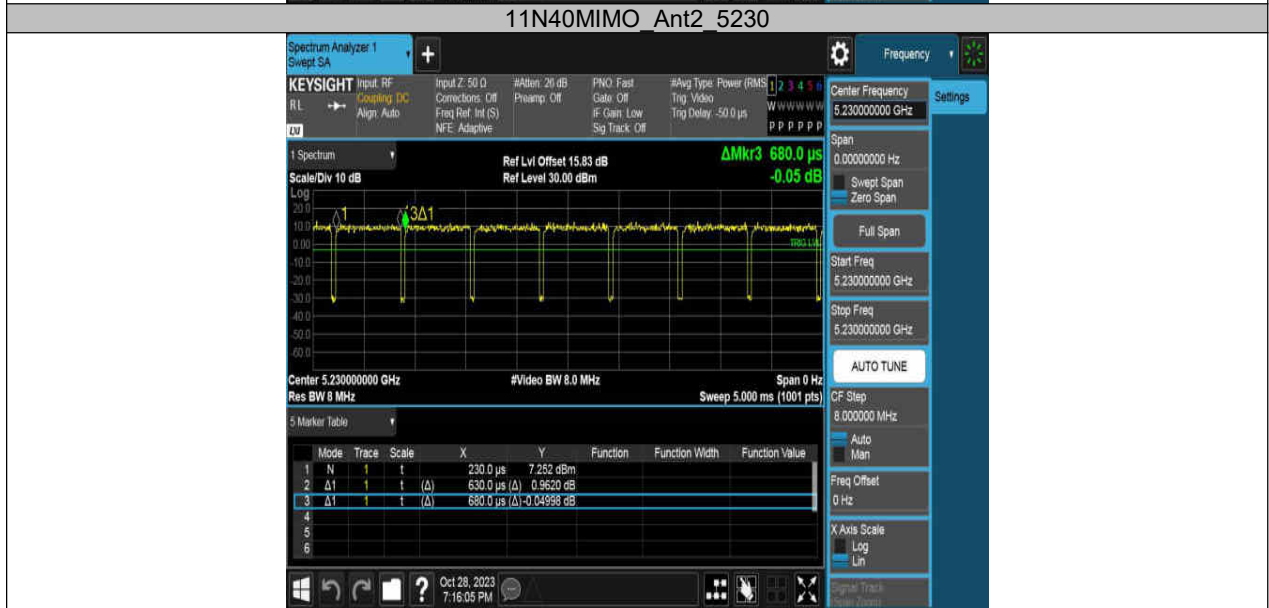 11N40MIMO_Ant2_5230
Spectrum Analyzer 1
Swept SA
+
Frequency
KEYSIGHT
RL
LXI
Input: RF
Coupling: DC
Align: Auto
Input Z: 50 Ω
Corrections: Off
Freq Ref: Int (S)
NFE: Adaptive
#Atten: 26 dB
Preamp: Off
PNO: Fast
Gate: Off
IF Gain: Low
Sig Track: Off
#Avg Type: Power (RMS
Trig: Video
Trig Delay: -50.0 µs
1 2 3 4 5 6
W W W W W W
P P P P P P
Center Frequency
5.230000000 GHz
Settings
Span
0.00000000 Hz
Swept Span
Zero Span
Full Span
Start Freq
5.230000000 GHz
Stop Freq
5.230000000 GHz
AUTO TUNE
CF Step
8.000000 MHz
Auto
Man
Freq Offset
0 Hz
X Axis Scale
Log
Lin
Signal Track
(Span Zoom)
1 Spectrum
Scale/Div 10 dB
Ref Lvl Offset 15.83 dB
Ref Level 30.00 dBm
ΔMkr3 680.0 µs
-0.05 dB
Log
20.0
10.0
0.00
-10.0
-20.0
-30.0
-40.0
-50.0
-60.0
1
3Δ1
TRIG LVL
Center 5.230000000 GHz
#Video BW 8.0 MHz
Span 0 Hz
Res BW 8 MHz
Sweep 5.000 ms (1001 pts)
5 Marker Table
Mode Trace Scale X Y Function Function Width Function Value
1 N 1 t 230.0 µs 7.252 dBm
2 Δ1 1 t (Δ) 630.0 µs (Δ) 0.9620 dB
3 Δ1 1 t (Δ) 680.0 µs (Δ) -0.04998 dB
4
5
6
?
Oct 28, 2023
7:16:05 PM